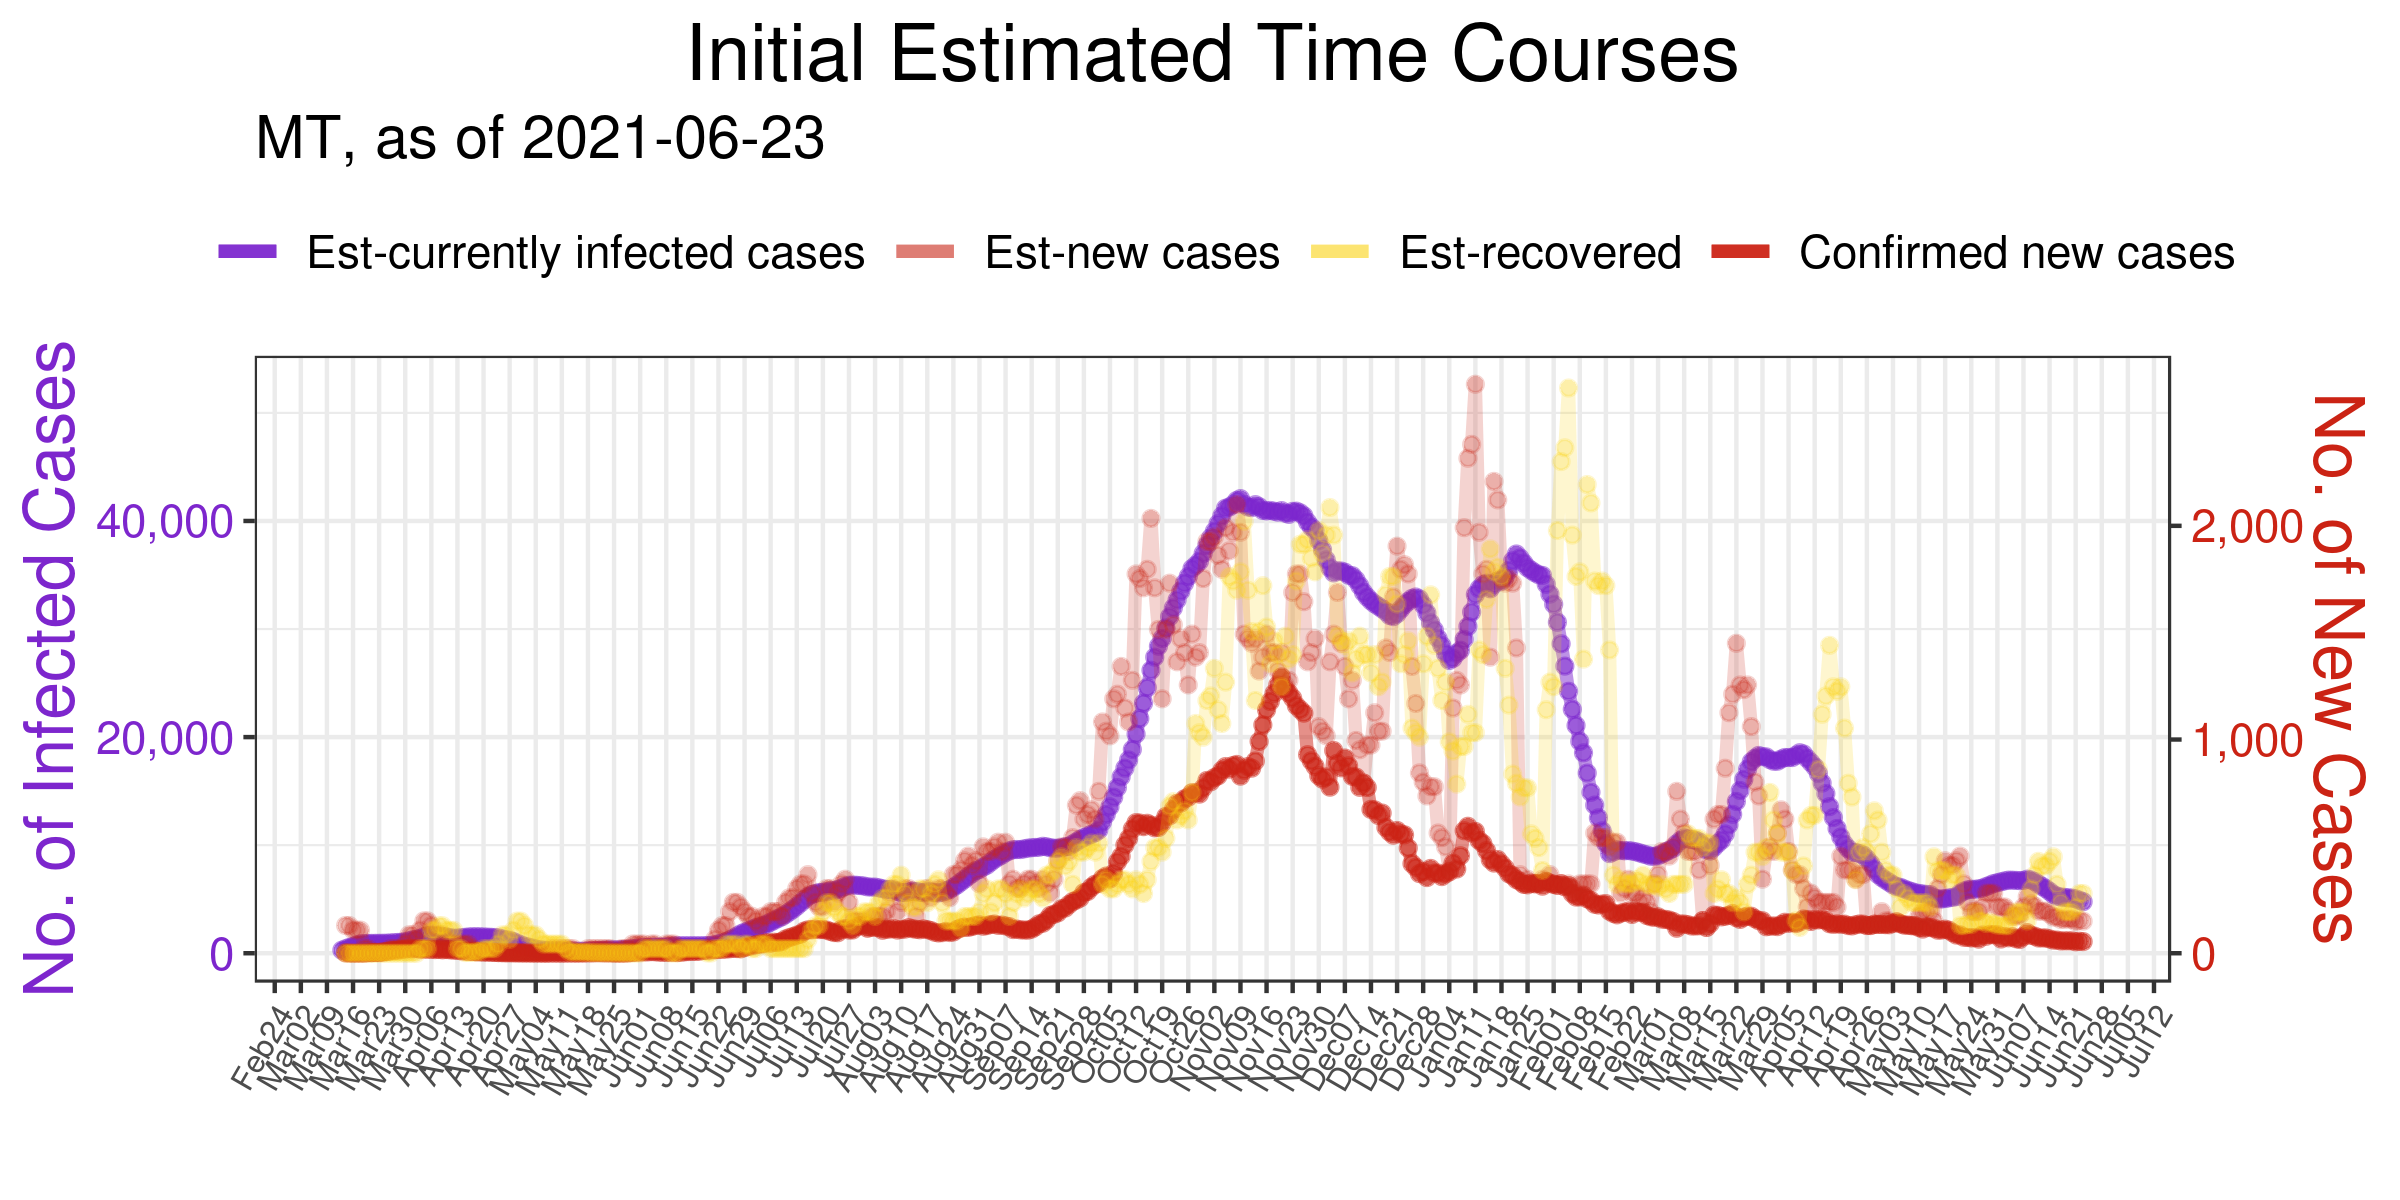 Initial Estimated Time Courses
MT, as of 2021-06-23
Est-currently infected cases
Est-new cases
Est-recovered
Confirmed new cases
No. of Infected Cases
40,000
20,000
0
No. of New Cases
2,000
1,000
0
Feb24
Mar02
Mar09
Mar16
Mar23
Mar30
Apr06
Apr13
Apr20
Apr27
May04
May11
May18
May25
Jun01
Jun08
Jun15
Jun22
Jun29
Jul06
Jul13
Jul20
Jul27
Aug03
Aug10
Aug17
Aug24
Aug31
Sep07
Sep14
Sep21
Sep28
Oct05
Oct12
Oct19
Oct26
Nov02
Nov09
Nov16
Nov23
Nov30
Dec07
Dec14
Dec21
Dec28
Jan04
Jan11
Jan18
Jan25
Feb01
Feb08
Feb15
Feb22
Mar01
Mar08
Mar15
Mar22
Mar29
Apr05
Apr12
Apr19
Apr26
May03
May10
May17
May24
May31
Jun07
Jun14
Jun21
Jun28
Jul05
Jul12